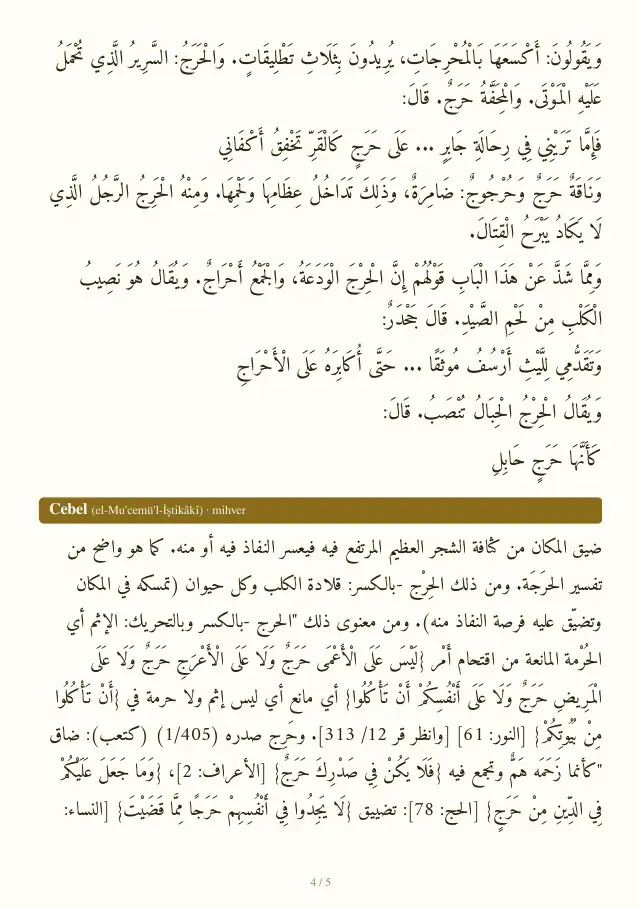 وَيَقُولُونَ: أَكْسَعَهَا بَالْمُحْرِجَاتِ، يُرِيدُونَ بِثَلَاثِ تَطْلِيقَاتٍ. وَالْحَرَجُ: السَّرِيرُ الَّذِي تُحْمَلُ
عَلَيْهِ الْمَوْتَى. وَالْمِحَفَّةُ حَرَجٌ. قَالَ:
فَإِمَّا تَرَيْنِي فِي رِحَالَةِ جَابِرٍ ... عَلَى حَرَجٍ كَالْقَرِّ تَخْفِقُ أَكْفَانِي
وَنَاقَةٌ حَرَجٌ وَحُرْجُوجٌ: ضَامِرَةٌ، وَذَلِكَ تَدَاخُلُ عِظَامِهَا وَلَحْمِهَا. وَمِنْهُ الْحَرِجُ الرَّجُلُ الَّذِي
لَا يَكَادُ يَبْرَحُ الْقِتَالَ.
وَمِمَّا شَذَّ عَنْ هَذَا الْبَابِ قَوْلُهُمْ إِنَّ الْحِرْجَ الْوَدَعَةُ، وَالْجَمْعُ أَحْرَاجٌ. وَيُقَالُ هُوَ نَصِيبُ
الْكَلْبِ مِنْ لَحْمِ الصَّيْدِ. قَالَ جَحْدَرٌ:
وَتَقَدُّمِي لِلَّيْثِ أَرْسُفُ مُوثَقًا ... حَتَّى أُكَابِرَهُ عَلَى الْأَحْرَاجِ
وَيُقَالُ الْحِرْجُ الْحِبَالُ تُنْصَبُ. قَالَ:
كَأَنَّهَا حَرَجٍ حَابِلِ
Cebel (el-Mu'cemü'l-İştikâkî) · mihver
ضيق المكان من كثافة الشجر العظيم المرتفع فيه فيعسر النفاذ فيه أو منه. كما هو واضح من
تفسير الحَرَجَة. ومن ذلك الحِرْج -بالكسر: قلادة الكلب وكل حيوان (تمسكه في المكان
وتضيّق عليه فرصة النفاذ منه). ومن معنوى ذلك "الحرج -بالكسر وبالتحريك: الإثم أي
الحُرْمة المانعة من اقتحام أَمْر {لَيْسَ عَلَى الْأَعْمَى حَرَجٌ وَلَا عَلَى الْأَعْرَجِ حَرَجٌ وَلَا عَلَى
الْمَرِيضِ حَرَجٌ وَلَا عَلَى أَنْفُسِكُمْ أَنْ تَأْكُلُوا} أي مانع أي ليس إثم ولا حرمة في {أَنْ تَأْكُلُوا
مِنْ بُيُوتِكُمْ} [النور: 61] [وانظر قر 12/ 313]. وحَرِج صدره (1/405) (كتعب): ضاق
"كأنما زَحَمَه هَمٌّ وتجمع فيه {فَلَا يَكُنْ فِي صَدْرِكَ حَرَجٌ} [الأعراف: 2]، {وَمَا جَعَلَ عَلَيْكُمْ
فِي الدِّينِ مِنْ حَرَجٍ} [الحج: 78]: تضييق {لَا يَجِدُوا فِي أَنْفُسِهِمْ حَرَجًا مِمَّا قَضَيْتَ} [النساء:
4 / 5